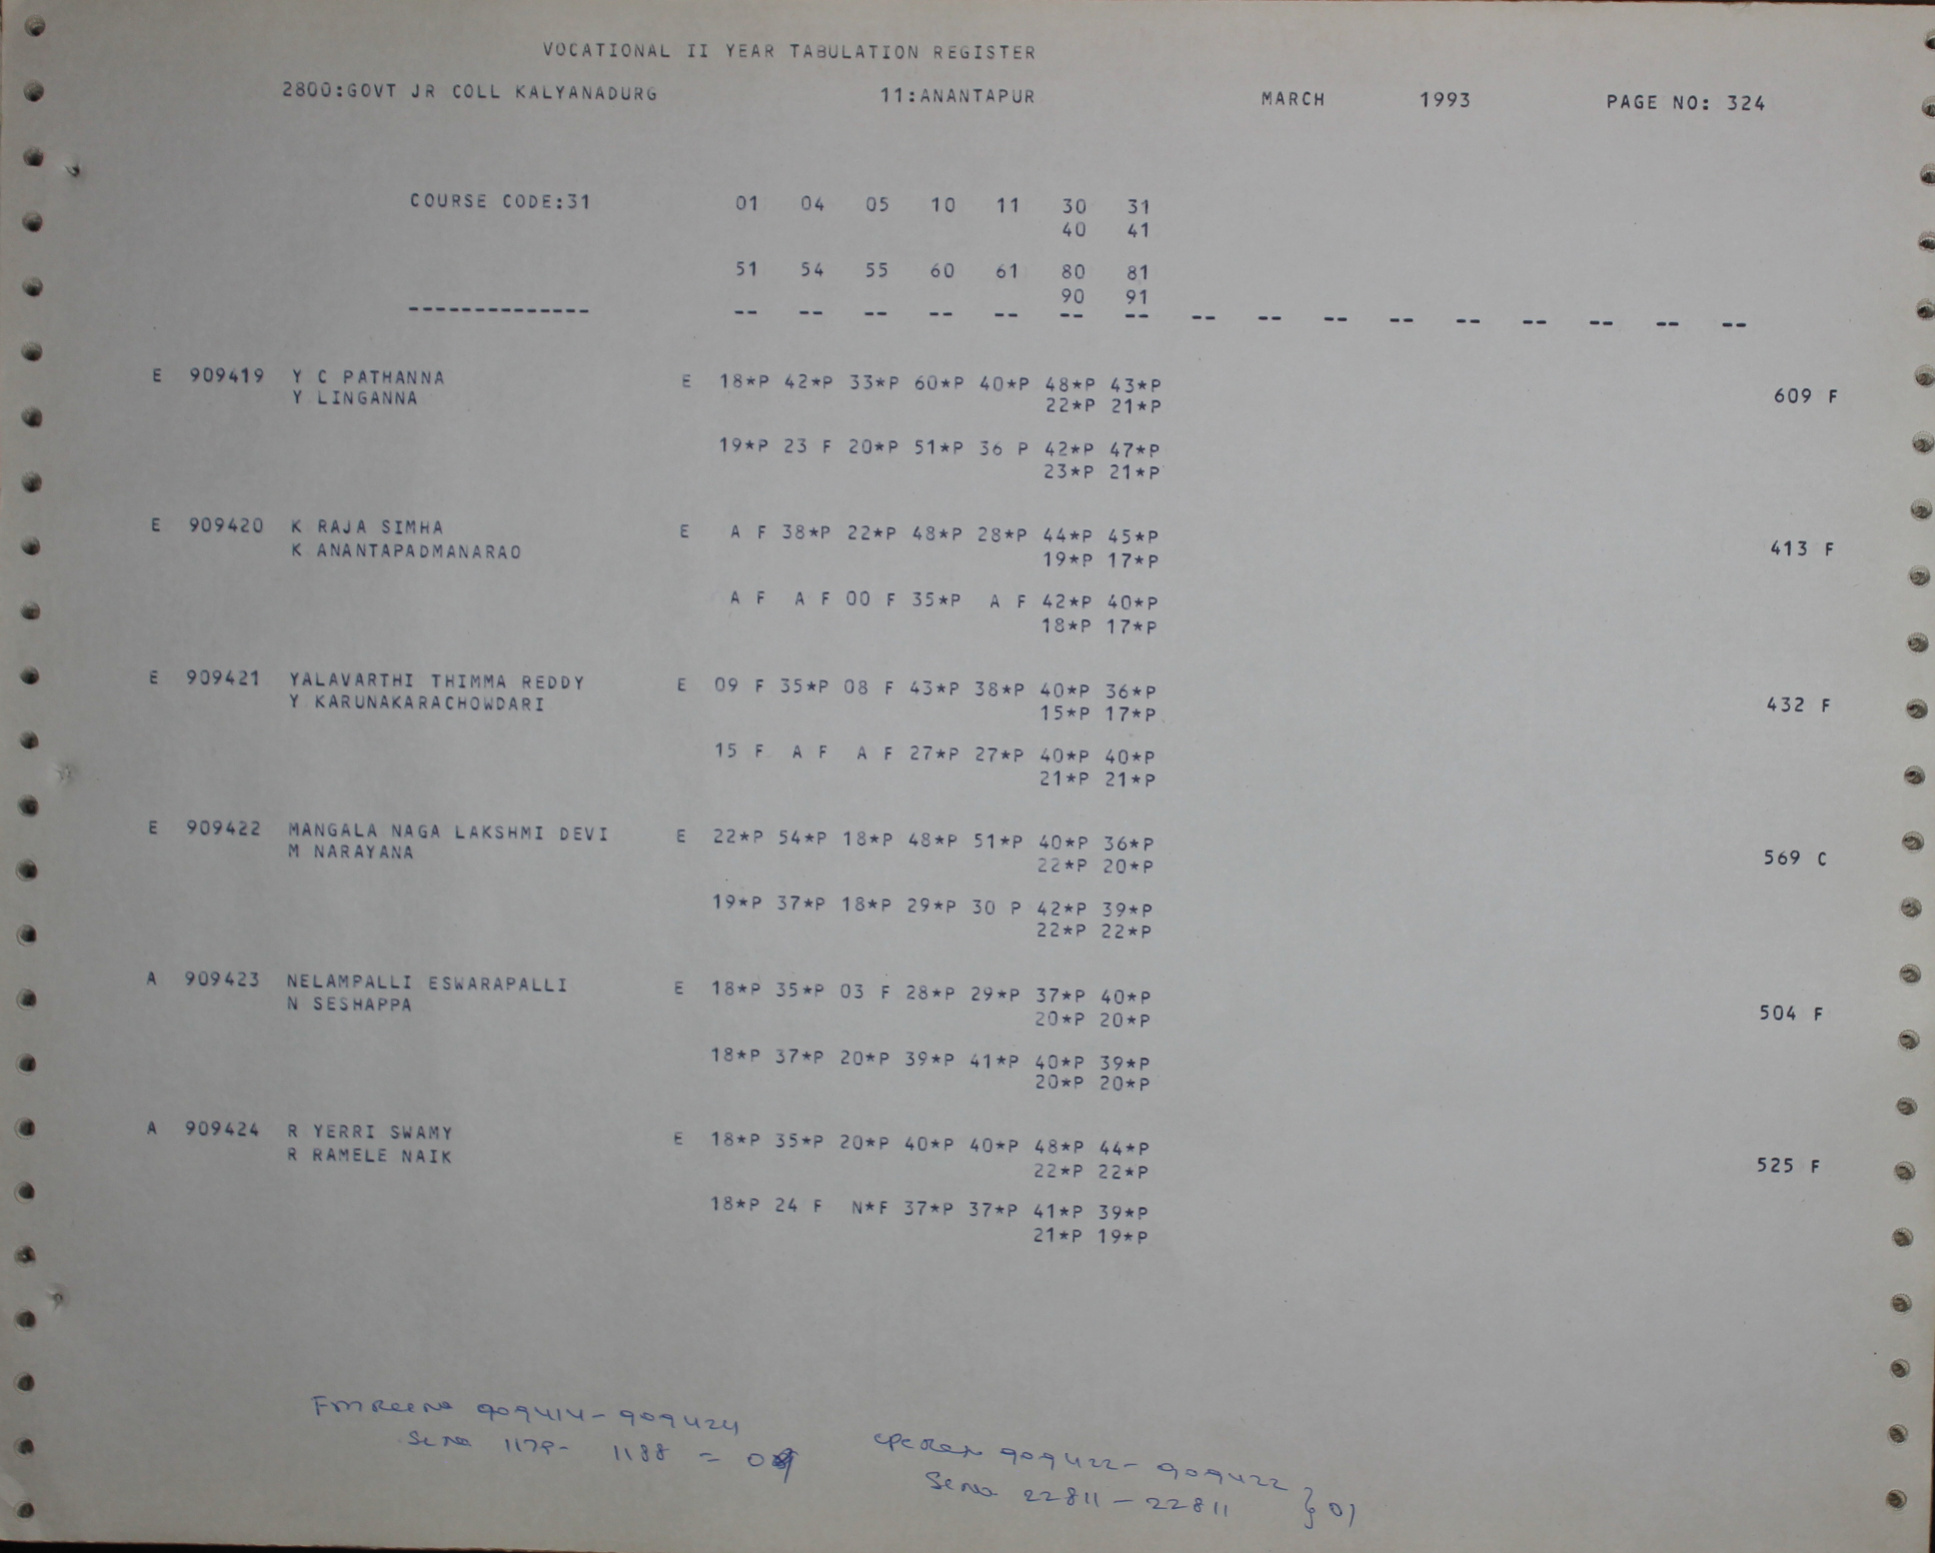 VOCATIONAL II YEAR TABULATION REGISTER
2800:GOVT JR COLL KALYANADURG 11:ANANTAPUR MARCH 1993 PAGE NO: 324
COURSE CODE:31 01 04 05 10 11 30 31
40 41
51 54 55 60 61 80 81
90 91
-------------- -- -- -- -- -- -- -- -- -- -- -- -- -- -- -- --
E 909419 Y C PATHANNA E 18*P 42*P 33*P 60*P 40*P 48*P 43*P
Y LINGANNA 22*P 21*P 609 F
19*P 23 F 20*P 51*P 36 P 42*P 47*P
23*P 21*P
E 909420 K RAJA SIMHA E A F 38*P 22*P 48*P 28*P 44*P 45*P
K ANANTAPADMANARAO 19*P 17*P 413 F
A F A F 00 F 35*P A F 42*P 40*P
18*P 17*P
E 909421 YALAVARTHI THIMMA REDDY E 09 F 35*P 08 F 43*P 38*P 40*P 36*P
Y KARUNAKARACHOWDARI 15*P 17*P 432 F
15 F A F A F 27*P 27*P 40*P 40*P
21*P 21*P
E 909422 MANGALA NAGA LAKSHMI DEVI E 22*P 54*P 18*P 48*P 51*P 40*P 36*P
M NARAYANA 22*P 20*P 569 C
19*P 37*P 18*P 29*P 30 P 42*P 39*P
22*P 22*P
A 909423 NELAMPALLI ESWARAPALLI E 18*P 35*P 03 F 28*P 29*P 37*P 40*P
N SESHAPPA 20*P 20*P 504 F
18*P 37*P 20*P 39*P 41*P 40*P 39*P
20*P 20*P
A 909424 R YERRI SWAMY E 18*P 35*P 20*P 40*P 40*P 48*P 44*P
R RAMELE NAIK 22*P 22*P 525 F
18*P 24 F N*F 37*P 37*P 41*P 39*P
21*P 19*P
909414-909424
1188 =
909422-909422
22811-22811 } 01